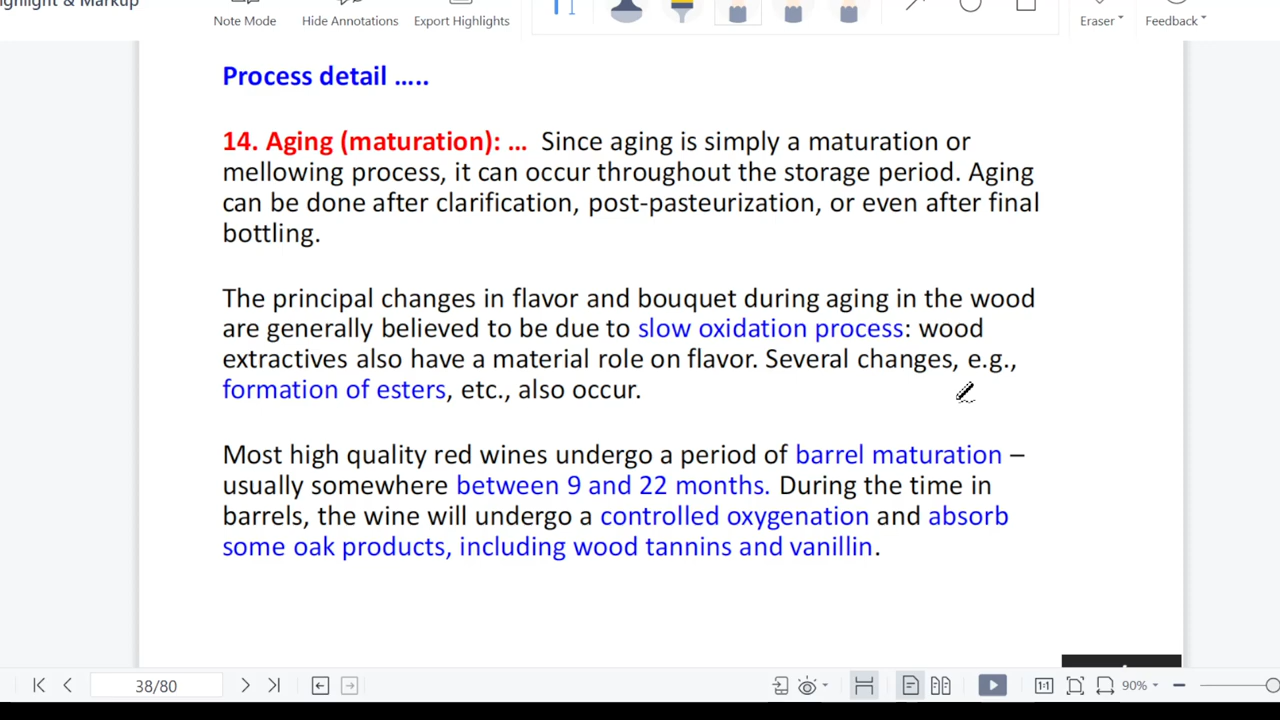 ighlight & Markup
Note Mode
Hide Annotations
Export Highlights
Eraser
Feedback
Process detail …..
14. Aging (maturation): … Since aging is simply a maturation or
mellowing process, it can occur throughout the storage period. Aging
can be done after clarification, post-pasteurization, or even after final
bottling.
The principal changes in flavor and bouquet during aging in the wood
are generally believed to be due to slow oxidation process: wood
extractives also have a material role on flavor. Several changes, e.g.,
formation of esters, etc., also occur.
Most high quality red wines undergo a period of barrel maturation –
usually somewhere between 9 and 22 months. During the time in
barrels, the wine will undergo a controlled oxygenation and absorb
some oak products, including wood tannins and vanillin.
38/80
1:1
90%